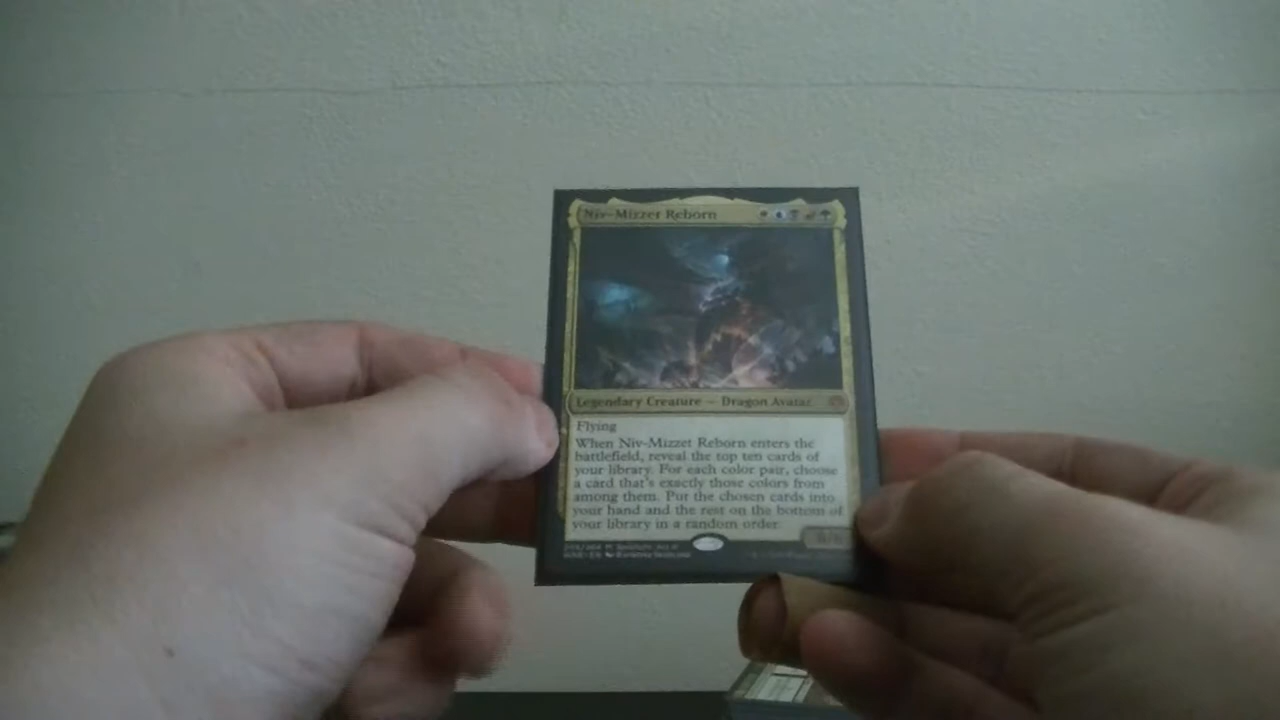 Niv-Mizzet Reborn
Legendary Creature — Dragon Avatar
Flying
When Niv-Mizzet Reborn enters the
battlefield, reveal the top ten cards of
your library. For each color pair, choose
a card that's exactly those colors from
among them. Put the chosen cards into
your hand and the rest on the bottom of
your library in a random order.